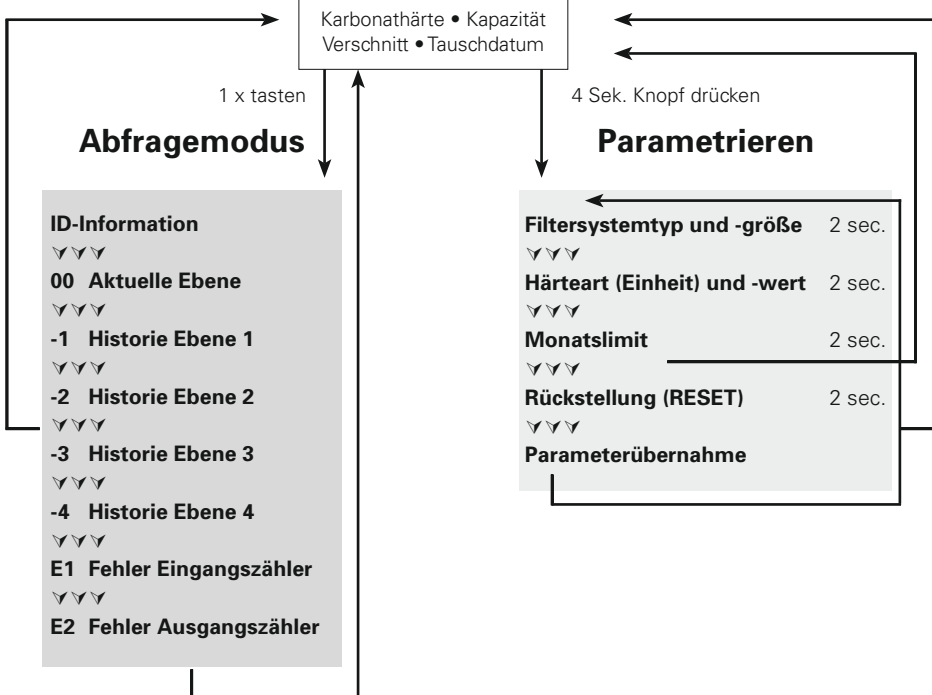 Karbonathärte • Kapazität
Verschnitt • Tauschdatum
1 x tasten
4 Sek. Knopf drücken
Abfragemodus
ID-Information
00 Aktuelle Ebene
-1 Historie Ebene 1
-2 Historie Ebene 2
-3 Historie Ebene 3
-4 Historie Ebene 4
E1 Fehler Eingangszähler
E2 Fehler Ausgangszähler
Parametrieren
Filtersystemtyp und -größe 2 sec.
Härteart (Einheit) und -wert 2 sec.
Monatslimit 2 sec.
Rückstellung (RESET) 2 sec.
Parameterübernahme